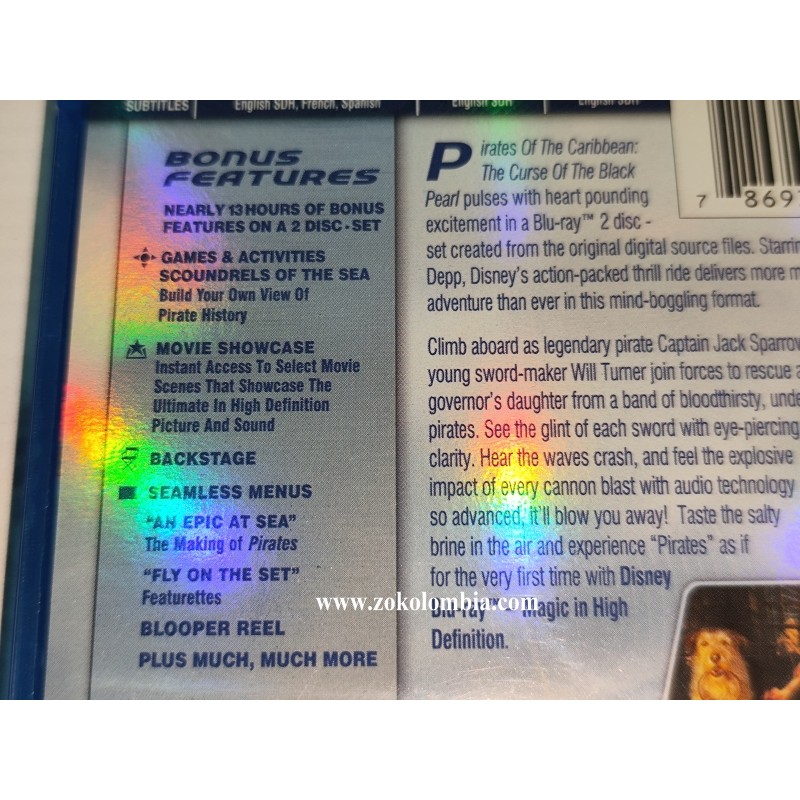 SUBTITLES English SDH, French, Spanish English SDH English SDH
BONUS
FEATURES
NEARLY 13 HOURS OF BONUS
FEATURES ON A 2 DISC-SET
GAMES & ACTIVITIES
SCOUNDRELS OF THE SEA
Build Your Own View Of
Pirate History
MOVIE SHOWCASE
Instant Access To Select Movie
Scenes That Showcase The
Ultimate In High Definition
Picture And Sound
BACKSTAGE
SEAMLESS MENUS
"AN EPIC AT SEA"
The Making of Pirates
"FLY ON THE SET"
Featurettes
BLOOPER REEL
PLUS MUCH, MUCH MORE
Pirates Of The Caribbean:
The Curse Of The Black
Pearl pulses with heart pounding
excitement in a Blu-ray™ 2 disc -
set created from the original digital source files. Starrin
Depp, Disney's action-packed thrill ride delivers more m
adventure than ever in this mind-boggling format.
Climb aboard as legendary pirate Captain Jack Sparrow
young sword-maker Will Turner join forces to rescue a
governor's daughter from a band of bloodthirsty, unde
pirates. See the glint of each sword with eye-piercing
clarity. Hear the waves crash, and feel the explosive
impact of every cannon blast with audio technology
so advanced, it'll blow you away! Taste the salty
brine in the air and experience "Pirates" as if
for the very first time with Disney
Blu-ray™ - Magic in High
Definition.
7 869
www.zokolombia.com